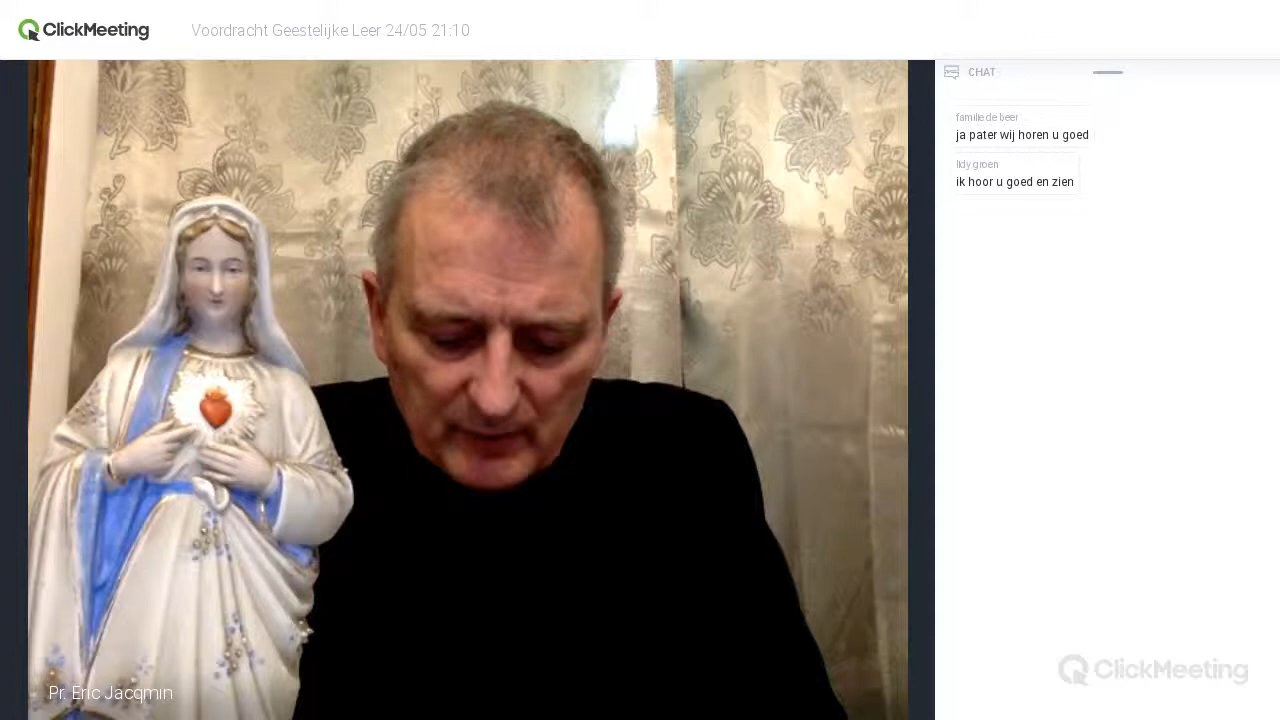 ClickMeeting
Voordracht Geestelijke Leer 24/05 21:10
CHAT
familie de beer ...
ja pater wij horen u goed
lidy groen
ik hoor u goed en zien
Pr. Eric Jacqmin
ClickMeeting